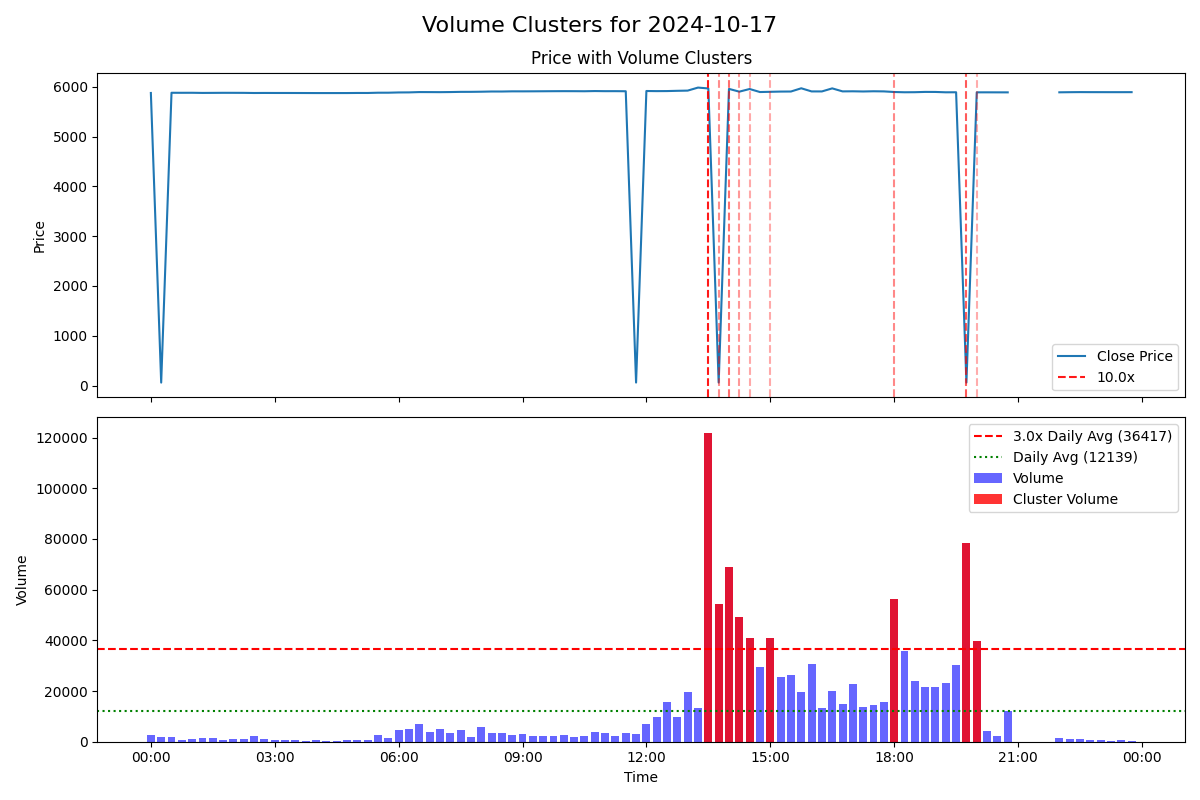 Volume Clusters for 2024-10-17
Price with Volume Clusters
6000
5000
4000
3000
2000
1000
0
Price
Close Price
10.0x
120000
100000
80000
60000
40000
20000
0
Volume
3.0x Daily Avg (36417)
Daily Avg (12139)
Volume
Cluster Volume
00:00 03:00 06:00 09:00 12:00 15:00 18:00 21:00 00:00
Time